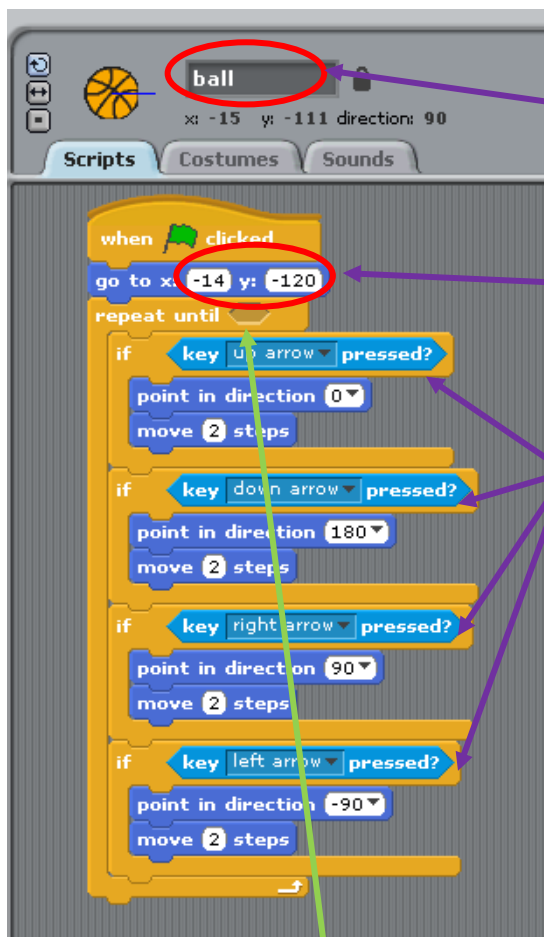 ball
x: -15 y: -111 direction: 90
Scripts Costumes Sounds
when clicked
go to x: -14 y: -120
repeat until
if key up arrow pressed?
point in direction 0
move 2 steps
if key down arrow pressed?
point in direction 180
move 2 steps
if key right arrow pressed?
point in direction 90
move 2 steps
if key left arrow pressed?
point in direction -90
move 2 steps